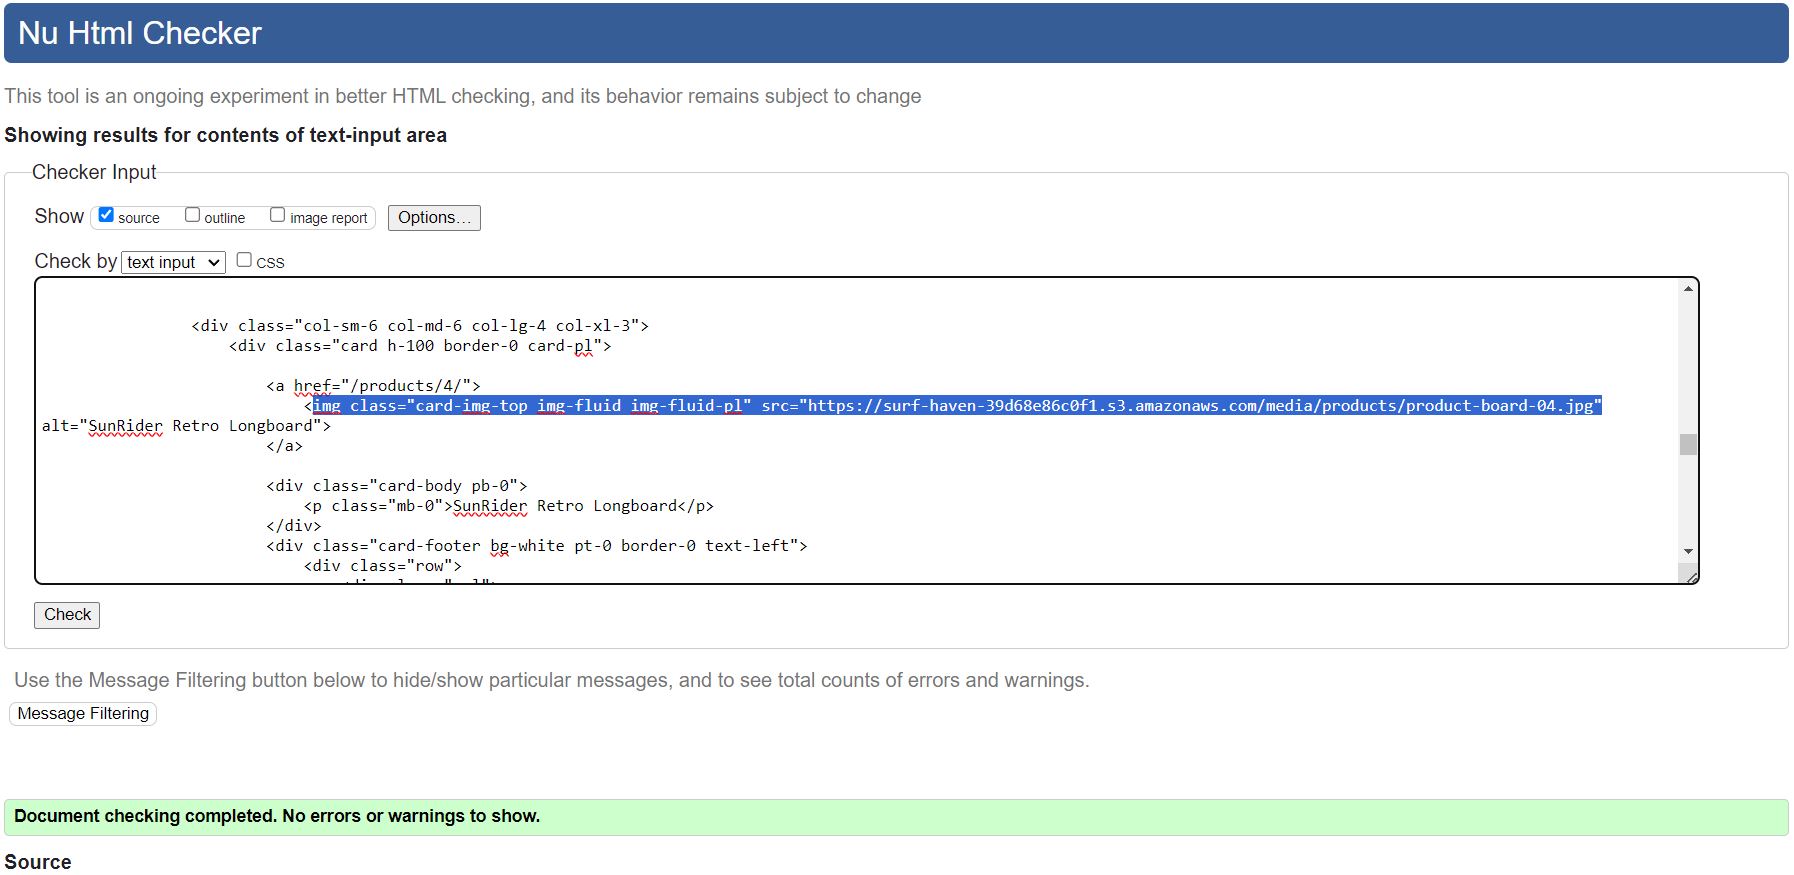 Nu Html Checker
This tool is an ongoing experiment in better HTML checking, and its behavior remains subject to change
Showing results for contents of text-input area
Checker Input
Show source outline image report Options...
Check by text input CSS
<div class="col-sm-6 col-md-6 col-lg-4 col-xl-3">
<div class="card h-100 border-0 card-pl">
<a href="/products/4/">
<img class="card-img-top img-fluid img-fluid-pl" src="https://surf-haven-39d68e86c0f1.s3.amazonaws.com/media/products/product-board-04.jpg"
alt="SunRider Retro Longboard">
</a>
<div class="card-body pb-0">
<p class="mb-0">SunRider Retro Longboard</p>
</div>
<div class="card-footer bg-white pt-0 border-0 text-left">
<div class="row">
Check
Use the Message Filtering button below to hide/show particular messages, and to see total counts of errors and warnings.
Message Filtering
Document checking completed. No errors or warnings to show.
Source